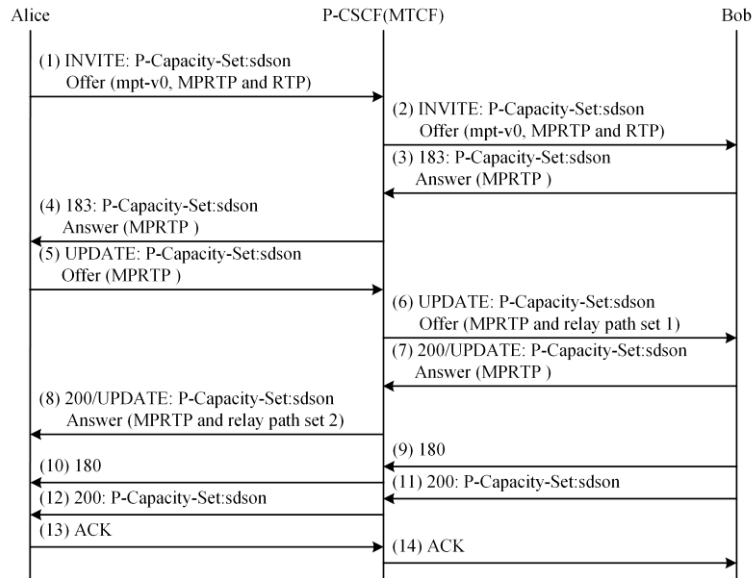 Alice
P-CSCF(MTCF)
Bob
(1) INVITE: P-Capacity-Set:sdson
Offer (mpt-v0, MPRTP and RTP)
(2) INVITE: P-Capacity-Set:sdson
Offer (mpt-v0, MPRTP and RTP)
(3) 183: P-Capacity-Set:sdson
Answer (MPRTP )
(4) 183: P-Capacity-Set:sdson
Answer (MPRTP )
(5) UPDATE: P-Capacity-Set:sdson
Offer (MPRTP )
(6) UPDATE: P-Capacity-Set:sdson
Offer (MPRTP and relay path set 1)
(7) 200/UPDATE: P-Capacity-Set:sdson
Answer (MPRTP )
(8) 200/UPDATE: P-Capacity-Set:sdson
Answer (MPRTP and relay path set 2)
(9) 180
(10) 180
(11) 200: P-Capacity-Set:sdson
(12) 200: P-Capacity-Set:sdson
(13) ACK
(14) ACK